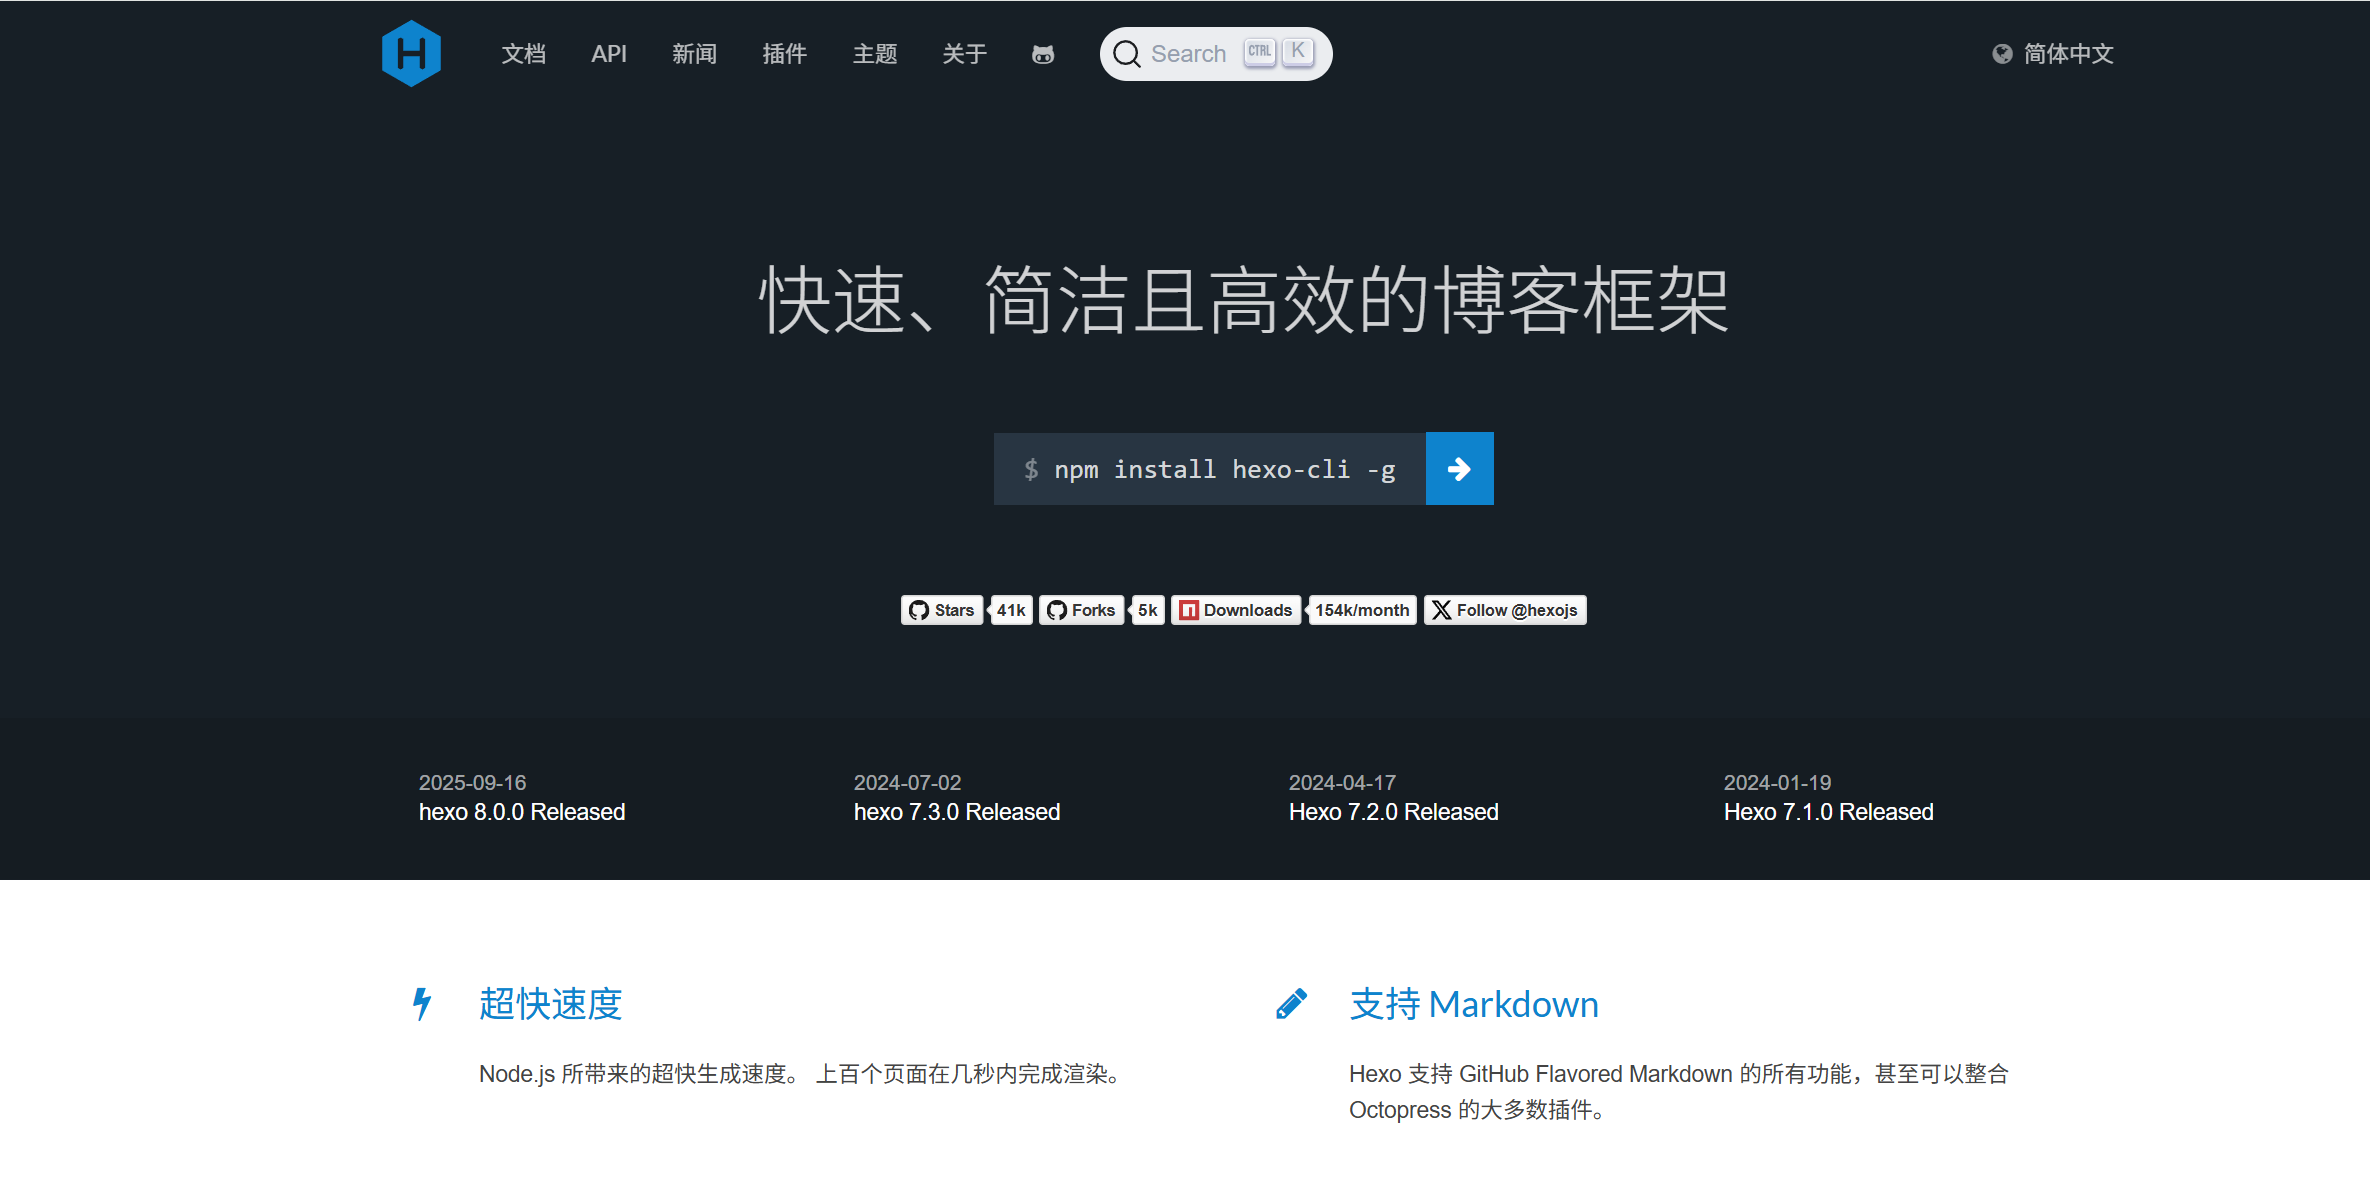 H 文档 API 新闻 插件 主题 关于 Search CTRL K 简体中文
快速、简洁且高效的博客框架
$ npm install hexo-cli -g
Stars 41k Forks 5k Downloads 154k/month Follow @hexojs
2025-09-16 2024-07-02 2024-04-17 2024-01-19
hexo 8.0.0 Released hexo 7.3.0 Released Hexo 7.2.0 Released Hexo 7.1.0 Released
超快速度
Node.js 所带来的超快生成速度。 上百个页面在几秒内完成渲染。
支持 Markdown
Hexo 支持 GitHub Flavored Markdown 的所有功能，甚至可以整合
Octopress 的大多数插件。